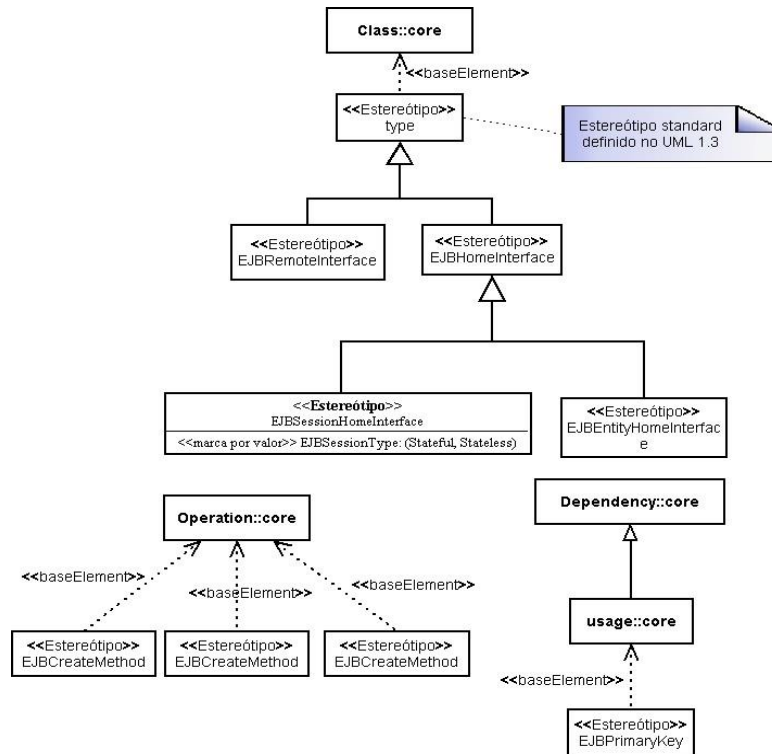 Class::core
<<baseElement>>
<<Estereótipo>>
type
Estereótipo standard
definido no UML 1.3
<<Estereótipo>>
EJBRemoteInterface
<<Estereótipo>>
EJBHomeInterface
<<Estereótipo>>
EJBSessionHomeInterface
<<marca por valor>> EJBSessionType: (Stateful, Stateless)
<<Estereótipo>>
EJBEntityHomeInterfac
e
Operation::core
<<baseElement>>
<<baseElement>>
<<baseElement>>
<<Estereótipo>>
EJBCreateMethod
<<Estereótipo>>
EJBCreateMethod
<<Estereótipo>>
EJBCreateMethod
Dependency::core
usage::core
<<baseElement>>
<<Estereótipo>>
EJBPrimaryKey